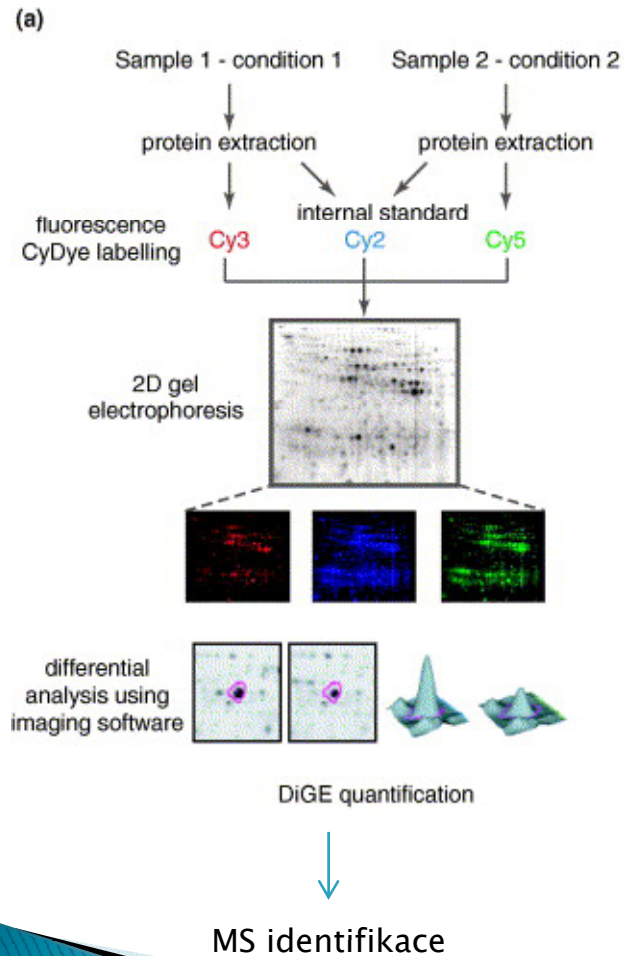 (a)
Sample 1 - condition 1
Sample 2 - condition 2
protein extraction
protein extraction
internal standard
fluorescence
CyDye labelling
Cy3
Cy2
Cy5
2D gel
electrophoresis
differential
analysis using
imaging software
DiGE quantification
MS identifikace